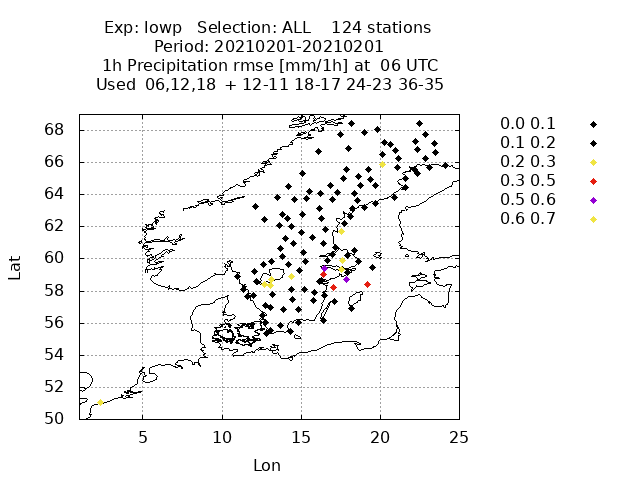 Exp: lowp   Selection: ALL    124 stations
Period: 20210201-20210201
1h Precipitation rmse [mm/1h] at  06 UTC
Used  06,12,18  + 12-11 18-17 24-23 36-35
68
66
64
62
60
58
56
54
52
50
Lat
5 10 15 20 25
Lon
0.0 0.1
0.1 0.2
0.2 0.3
0.3 0.5
0.5 0.6
0.6 0.7